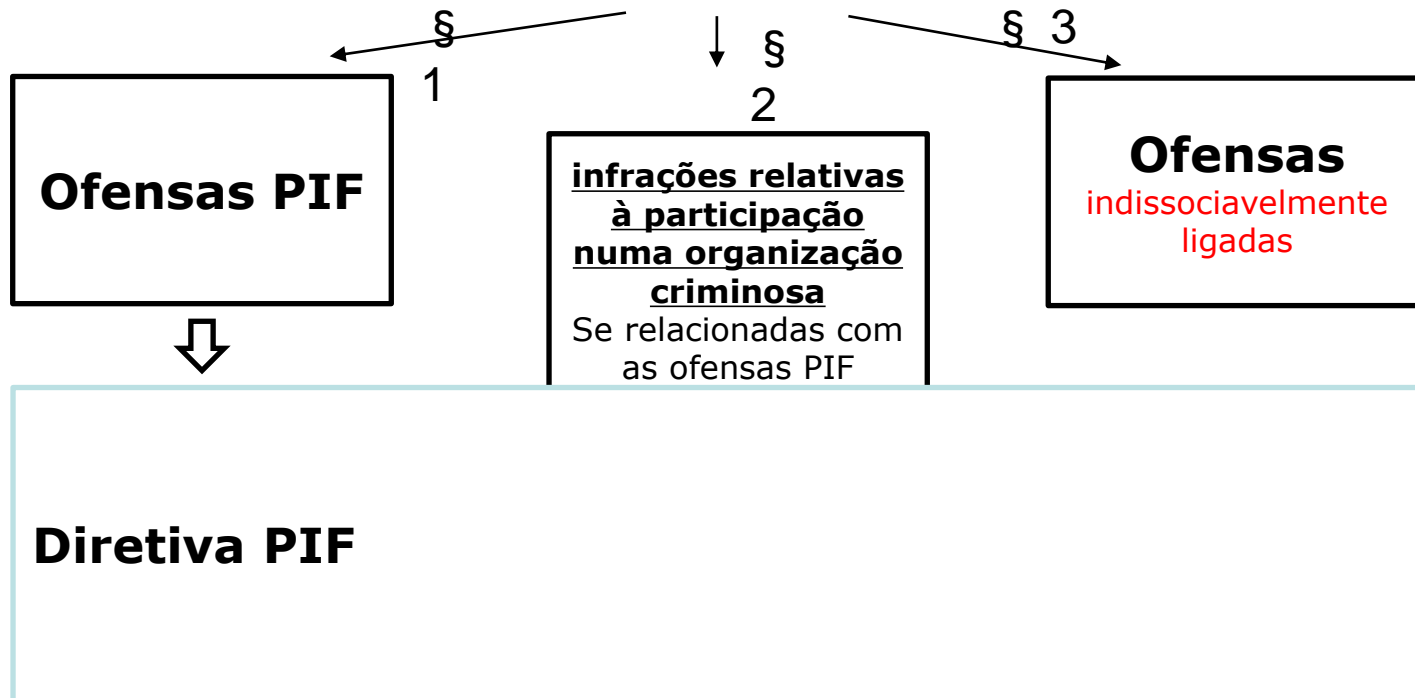 §
1
§
2
§ 3
Ofensas PIF
infrações relativas
à participação
numa organização
criminosa
Se relacionadas com
as ofensas PIF
Ofensas
indissociavelmente
ligadas
Diretiva PIF